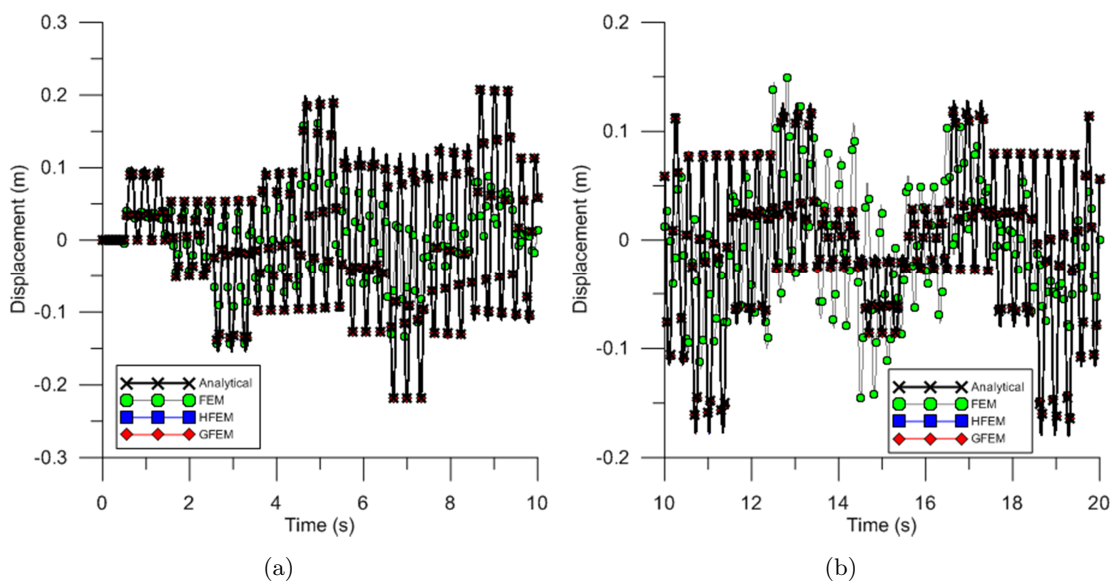 0.3
0.2
0.1
0
-0.1
-0.2
-0.3
Displacement (m)
Analytical
FEM
HFEM
GFEM
0 2 4 6 8 10
Time (s)
(a)
0.2
0.1
0
-0.1
-0.2
Displacement (m)
Analytical
FEM
HFEM
GFEM
10 12 14 16 18 20
Time (s)
(b)